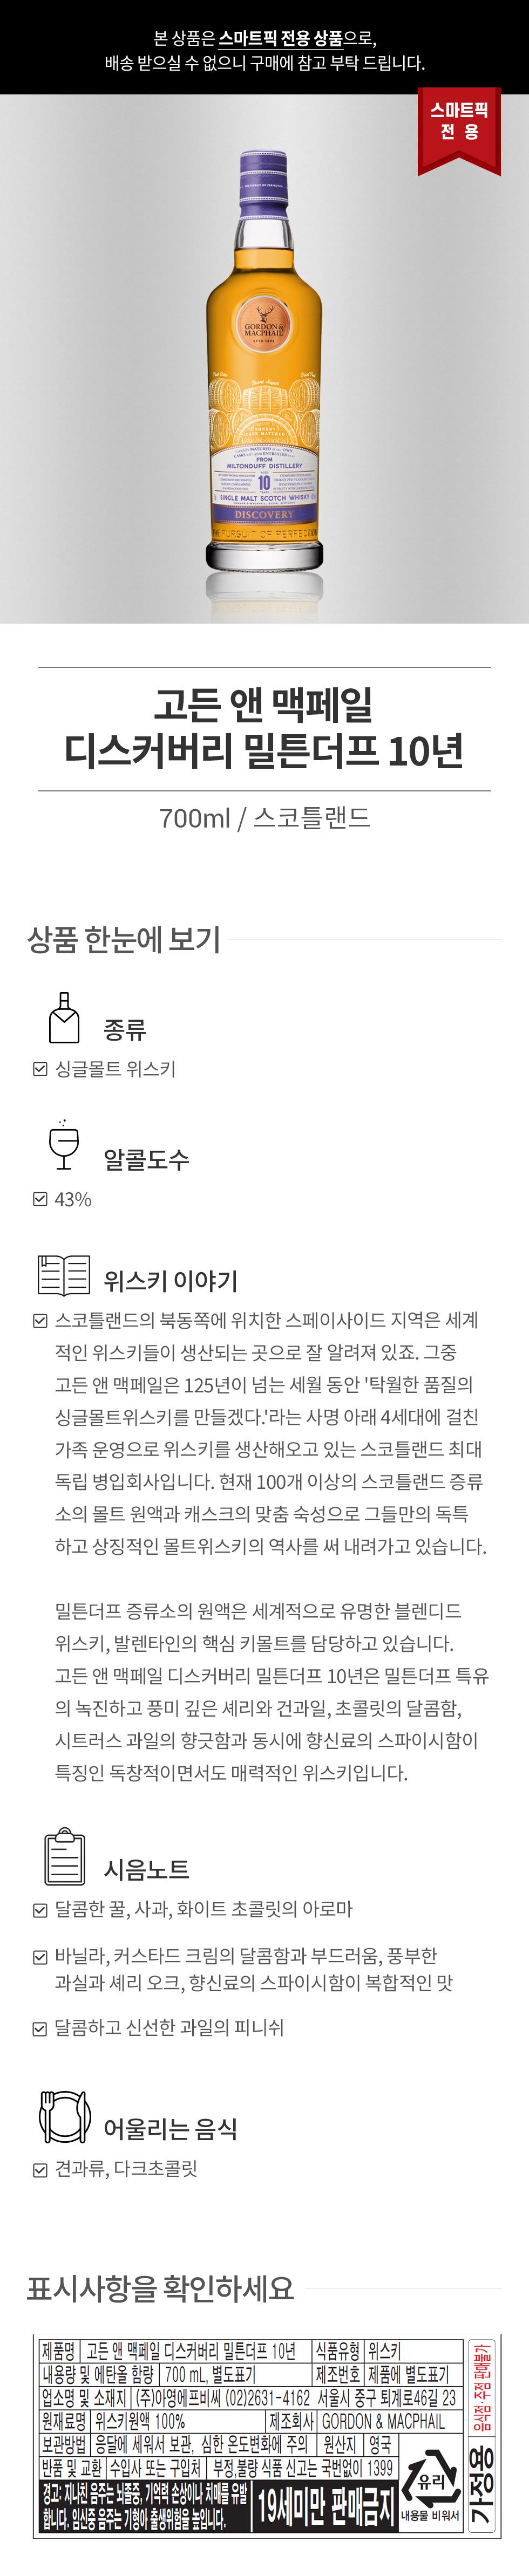 본 상품은 스마트픽 전용 상품으로,
배송 받으실 수 없으니 구매에 참고 부탁 드립니다.
스마트픽
전 용
GORDON&
MACPHAIL
FROM
MILTONDUFF DISTILLERY
10
SINGLE MALT SCOTCH WHISKY
DISCOVERY
THE PURSUIT OF PERFECTION
고든 앤 맥페일
디스커버리 밀튼더프 10년
700ml / 스코틀랜드
상품 한눈에 보기
종류
싱글몰트 위스키
알콜도수
43%
위스키 이야기
스코틀랜드의 북동쪽에 위치한 스페이사이드 지역은 세계
적인 위스키들이 생산되는 곳으로 잘 알려져 있죠. 그중
고든 앤 맥페일은 125년이 넘는 세월 동안 '탁월한 품질의
싱글몰트위스키를 만들겠다.'라는 사명 아래 4세대에 걸친
가족 운영으로 위스키를 생산해오고 있는 스코틀랜드 최대
독립 병입회사입니다. 현재 100개 이상의 스코틀랜드 증류
소의 몰트 원액과 캐스크의 맞춤 숙성으로 그들만의 독특
하고 상징적인 몰트위스키의 역사를 써 내려가고 있습니다.
밀튼더프 증류소의 원액은 세계적으로 유명한 블렌디드
위스키, 발렌타인의 핵심 키몰트를 담당하고 있습니다.
고든 앤 맥페일 디스커버리 밀튼더프 10년은 밀튼더프 특유
의 녹진하고 풍미 깊은 셰리와 건과일, 초콜릿의 달콤함,
시트러스 과일의 향긋함과 동시에 향신료의 스파이시함이
특징인 독창적이면서도 매력적인 위스키입니다.
시음노트
달콤한 꿀, 사과, 화이트 초콜릿의 아로마
바닐라, 커스타드 크림의 달콤함과 부드러움, 풍부한
과실과 셰리 오크, 향신료의 스파이시함이 복합적인 맛
달콤하고 신선한 과일의 피니쉬
어울리는 음식
견과류, 다크초콜릿
표시사항을 확인하세요
제품명 고든 앤 맥페일 디스커버리 밀튼더프 10년 식품유형 위스키
내용량 및 에탄올 함량 700 mL, 별도표기 제조번호 제품에 별도표기
업소명 및 소재지 (주)아영에프비씨 (02)2631-4162 서울시 중구 퇴계로46길 23
원재료명 위스키원액 100% 제조회사 GORDON & MACPHAIL
보관방법 응달에 세워서 보관, 심한 온도변화에 주의 원산지 영국
반품 및 교환 수입사 또는 구입처 부정,불량 식품 신고는 국번없이 1399
경고: 지나친 음주는 뇌졸중, 기억력 손상이나 치매를 유발
합니다. 임신중 음주는 기형아 출생위험을 높입니다.
19세미만 판매금지
유리
내용물 비워서
가정용
음식점·주점 판매불가